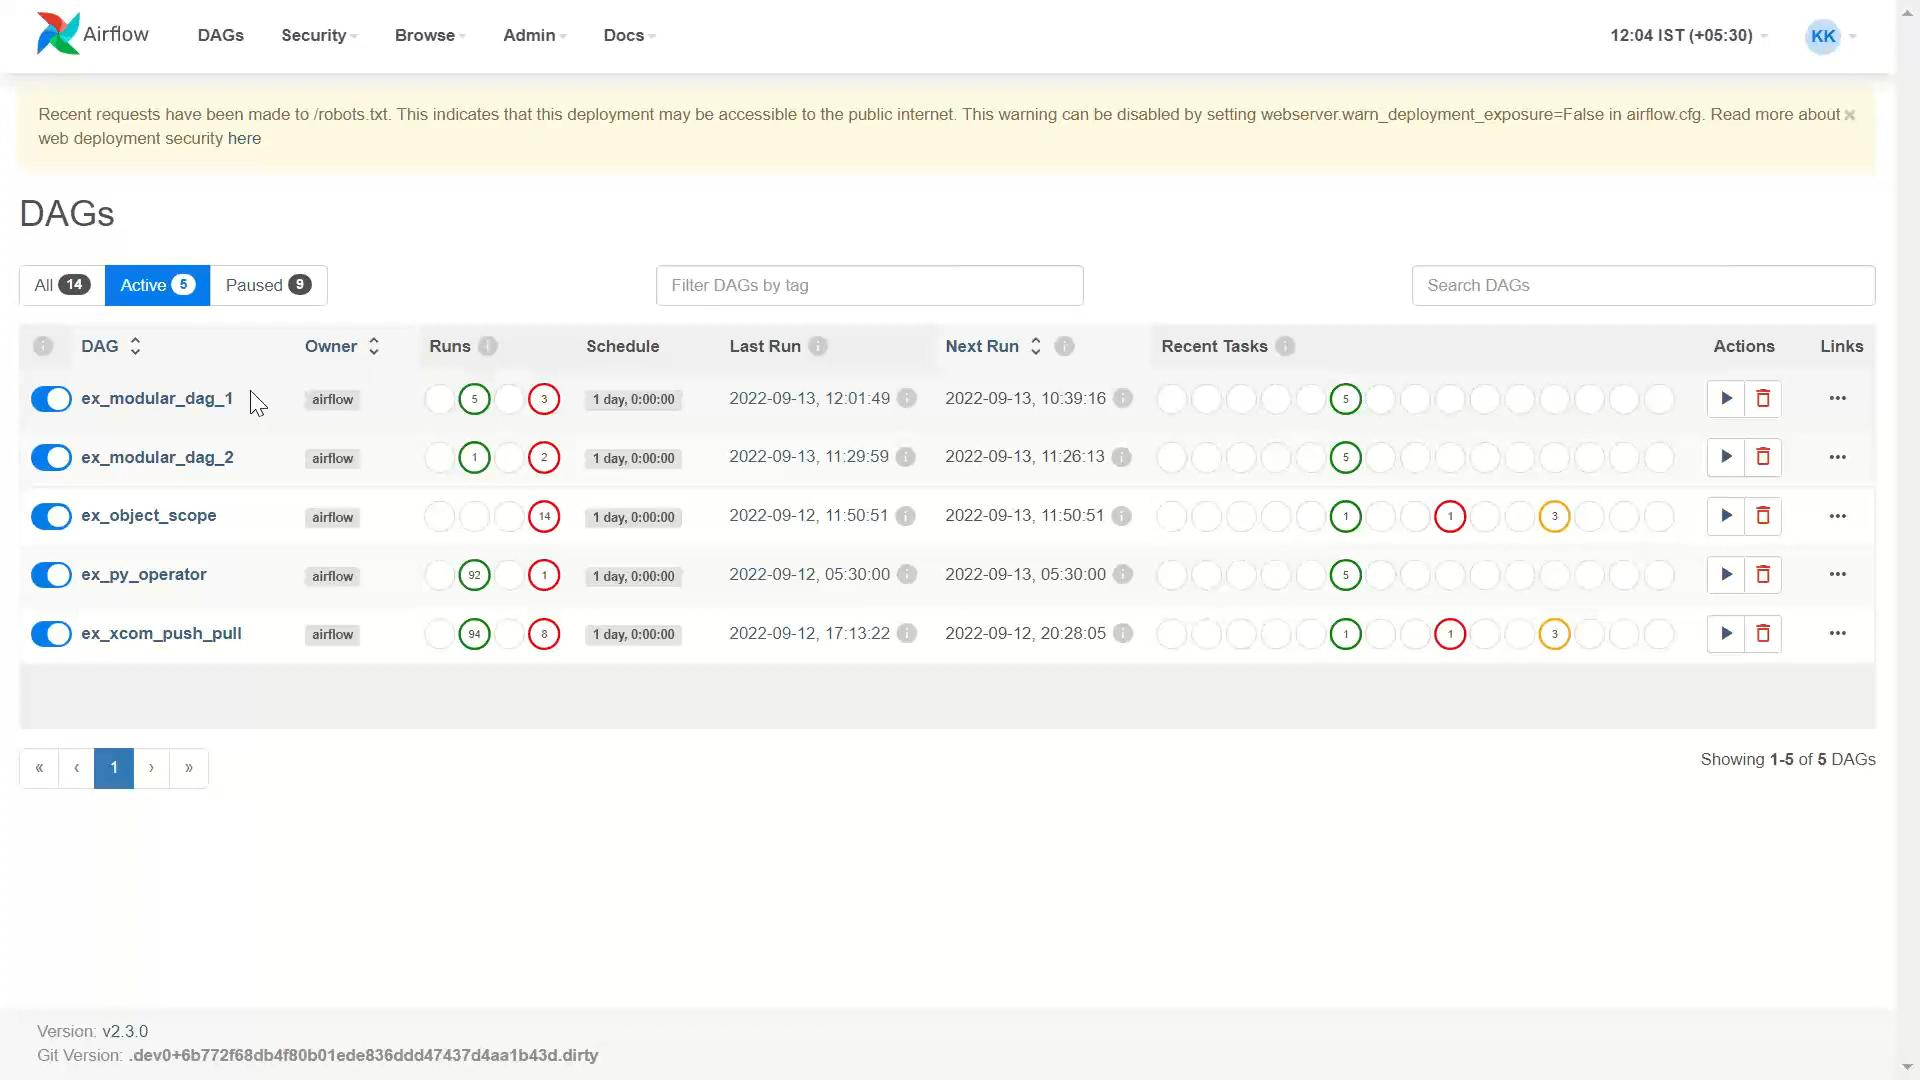 Airflow DAGs Security Browse Admin Docs 12:04 IST (+05:30) KK
Recent requests have been made to /robots.txt. This indicates that this deployment may be accessible to the public internet. This warning can be disabled by setting webserver.warn_deployment_exposure=False in airflow.cfg. Read more about ×
web deployment security here
DAGs
All 14 Active 5 Paused 9 Filter DAGs by tag Search DAGs
i DAG Owner Runs i Schedule Last Run i Next Run i Recent Tasks i Actions Links
ex_modular_dag_1 airflow 5 3 1 day, 0:00:00 2022-09-13, 12:01:49 i 2022-09-13, 10:39:16 i 5 ...
ex_modular_dag_2 airflow 1 2 1 day, 0:00:00 2022-09-13, 11:29:59 i 2022-09-13, 11:26:13 i 5 ...
ex_object_scope airflow 14 1 day, 0:00:00 2022-09-12, 11:50:51 i 2022-09-13, 11:50:51 i 1 1 3 ...
ex_py_operator airflow 92 1 1 day, 0:00:00 2022-09-12, 05:30:00 i 2022-09-13, 05:30:00 i 5 ...
ex_xcom_push_pull airflow 94 8 1 day, 0:00:00 2022-09-12, 17:13:22 i 2022-09-12, 20:28:05 i 1 1 3 ...
« ‹ 1 › » Showing 1-5 of 5 DAGs
Version: v2.3.0
Git Version: .dev0+6b772f68db4f80b01ede836ddd47437d4aa1b43d.dirty